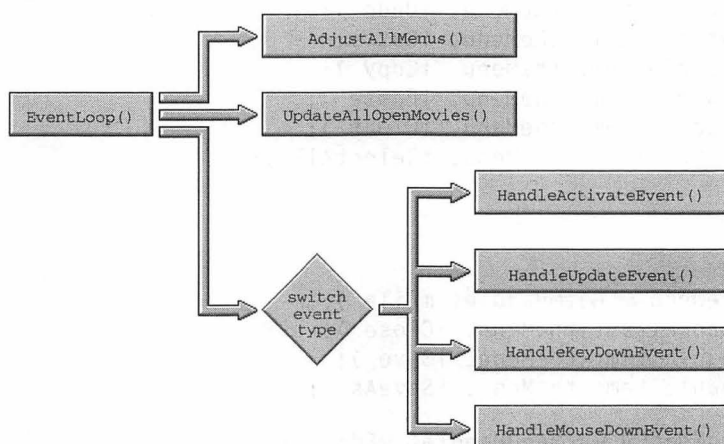 AdjustAllMenus()
EventLoop()
UpdateAllOpenMovies()
HandleActivateEvent()
switch
event
type
HandleUpdateEvent()
HandleKeyDownEvent()
HandleMouseDownEvent()